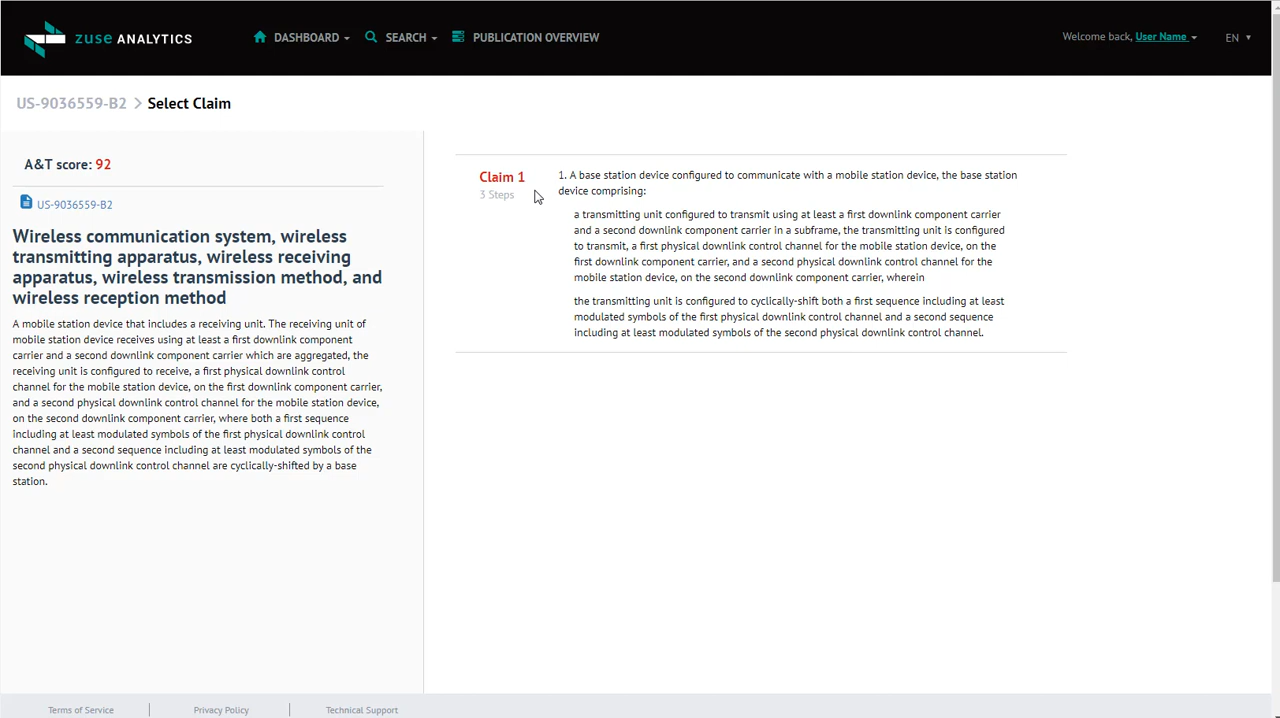 zuse ANALYTICS
DASHBOARD
SEARCH
PUBLICATION OVERVIEW
Welcome back, User Name
EN
US-9036559-B2 > Select Claim
A&T score: 92
US-9036559-B2
Wireless communication system, wireless
transmitting apparatus, wireless receiving
apparatus, wireless transmission method, and
wireless reception method
A mobile station device that includes a receiving unit. The receiving unit of
mobile station device receives using at least a first downlink component
carrier and a second downlink component carrier which are aggregated, the
receiving unit is configured to receive, a first physical downlink control
channel for the mobile station device, on the first downlink component carrier,
and a second physical downlink control channel for the mobile station device,
on the second downlink component carrier, where both a first sequence
including at least modulated symbols of the first physical downlink control
channel and a second sequence including at least modulated symbols of the
second physical downlink control channel are cyclically-shifted by a base
station.
Claim 1
3 Steps
1. A base station device configured to communicate with a mobile station device, the base station
device comprising:
a transmitting unit configured to transmit using at least a first downlink component carrier
and a second downlink component carrier in a subframe, the transmitting unit is configured
to transmit, a first physical downlink control channel for the mobile station device, on the
first downlink component carrier, and a second physical downlink control channel for the
mobile station device, on the second downlink component carrier, wherein
the transmitting unit is configured to cyclically-shift both a first sequence including at least
modulated symbols of the first physical downlink control channel and a second sequence
including at least modulated symbols of the second physical downlink control channel.
Terms of Service
Privacy Policy
Technical Support